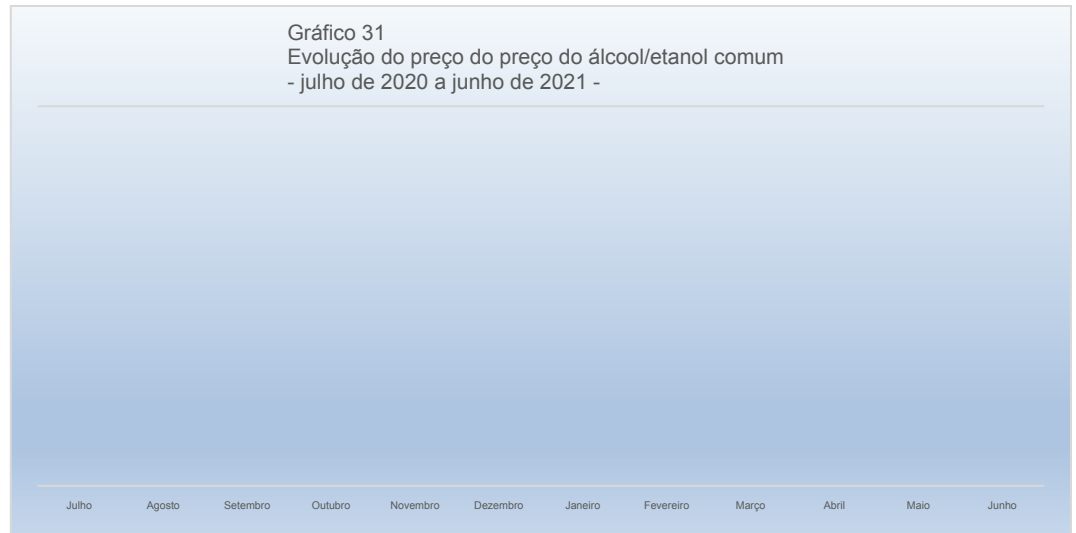 Gráfico 31
Evolução do preço do preço do álcool/etanol comum
- julho de 2020 a junho de 2021 -
Julho Agosto Setembro Outubro Novembro Dezembro Janeiro Fevereiro Março Abril Maio Junho